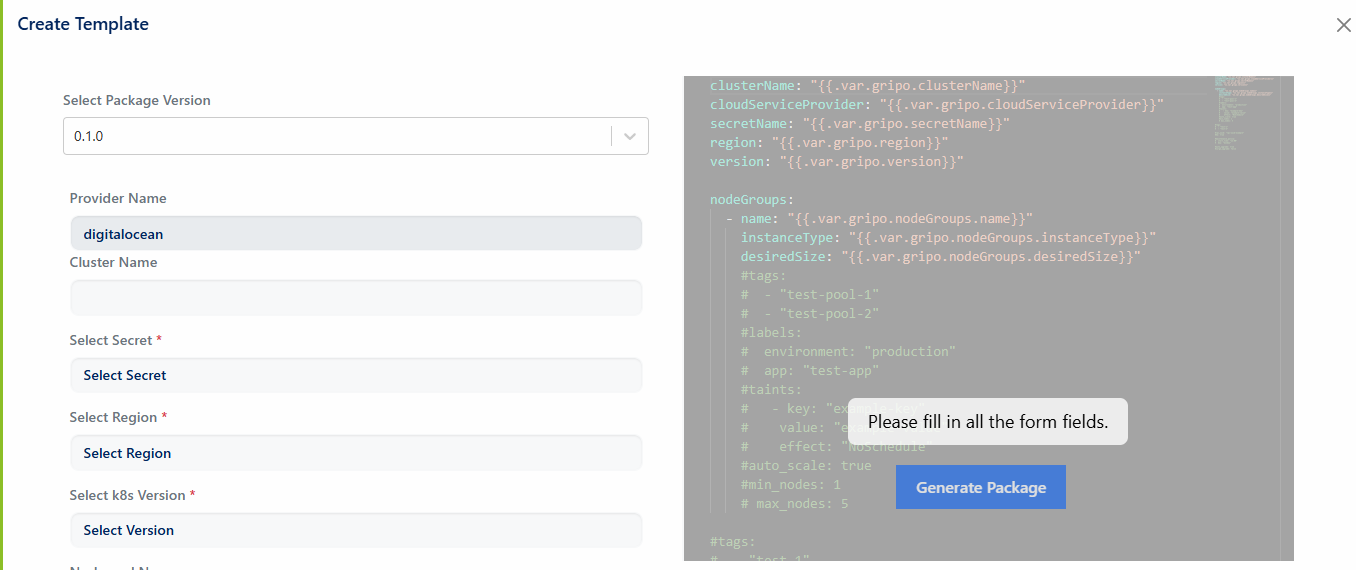 Create Template
Select Package Version
0.1.0
Provider Name
digitalocean
Cluster Name
Select Secret *
Select Secret
Select Region *
Select Region
Select k8s Version *
Select Version
clusterName: "{{.var.gripo.clusterName}}"
cloudServiceProvider: "{{.var.gripo.cloudServiceProvider}}"
secretName: "{{.var.gripo.secretName}}"
region: "{{.var.gripo.region}}"
version: "{{.var.gripo.version}}"
nodeGroups:
- name: "{{.var.gripo.nodeGroups.name}}"
instanceType: "{{.var.gripo.nodeGroups.instanceType}}"
desiredSize: "{{.var.gripo.nodeGroups.desiredSize}}"
#tags:
#  - "test-pool-1"
#  - "test-pool-2"
#labels:
#  environment: "production"
#  app: "test-app"
#taints:
#   - key:
#    value:
#    effect: "NoSchedule"
#auto_scale: true
#min_nodes: 1
# max_nodes: 5
#tags:
Please fill in all the form fields.
Generate Package